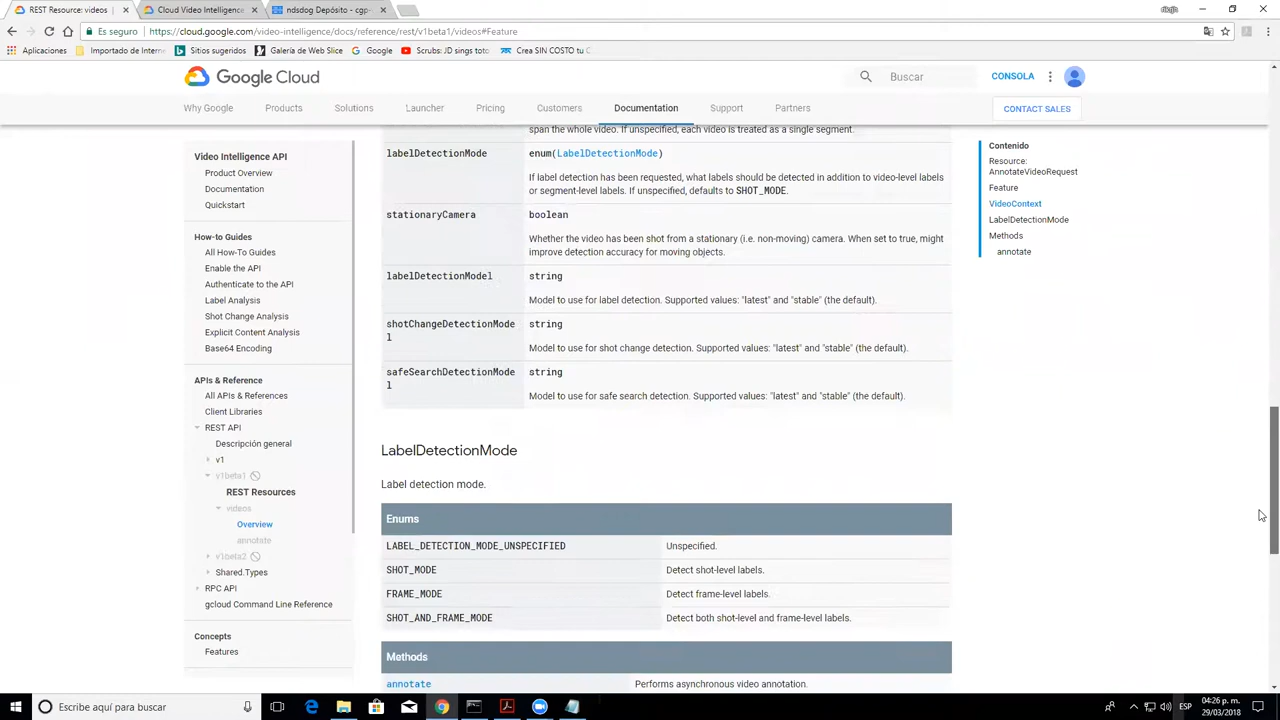 REST Resource: videos
Cloud Video Intelligence
ndsdog Depósito - cgp-
Es seguro
https://cloud.google.com/video-intelligence/docs/reference/rest/v1beta1/videos#Feature
Aplicaciones
Importado de Intern
Sitios sugeridos
Galería de Web Slice
Google
Scrubs: JD sings toto
Crea SIN COSTO tu C
Google Cloud
Buscar
CONSOLA
Why Google
Products
Solutions
Launcher
Pricing
Customers
Documentation
Support
Partners
CONTACT SALES
Video Intelligence API
Product Overview
Documentation
Quickstart
How-to Guides
All How-To Guides
Enable the API
Authenticate to the API
Label Analysis
Shot Change Analysis
Explicit Content Analysis
Base64 Encoding
APIs & Reference
All APIs & References
Client Libraries
REST API
Descripción general
v1
v1beta1
REST Resources
videos
Overview
annotate
v1beta2
Shared.Types
RPC API
gcloud Command Line Reference
Concepts
Features
span the whole video. If unspecified, each video is treated as a single segment.
labelDetectionMode
enum(LabelDetectionMode)
If label detection has been requested, what labels should be detected in addition to video-level labels
or segment-level labels. If unspecified, defaults to SHOT_MODE.
stationaryCamera
boolean
Whether the video has been shot from a stationary (i.e. non-moving) camera. When set to true, might
improve detection accuracy for moving objects.
labelDetectionModel
string
Model to use for label detection. Supported values: "latest" and "stable" (the default).
shotChangeDetectionMode
l
string
Model to use for shot change detection. Supported values: "latest" and "stable" (the default).
safeSearchDetectionMode
l
string
Model to use for safe search detection. Supported values: "latest" and "stable" (the default).
LabelDetectionMode
Label detection mode.
Enums
LABEL_DETECTION_MODE_UNSPECIFIED
Unspecified.
SHOT_MODE
Detect shot-level labels.
FRAME_MODE
Detect frame-level labels.
SHOT_AND_FRAME_MODE
Detect both shot-level and frame-level labels.
Methods
annotate
Performs asynchronous video annotation.
Contenido
Resource:
AnnotateVideoRequest
Feature
VideoContext
LabelDetectionMode
Methods
annotate
Escribe aquí para buscar
ESP
04:26 p. m.
29/03/2018